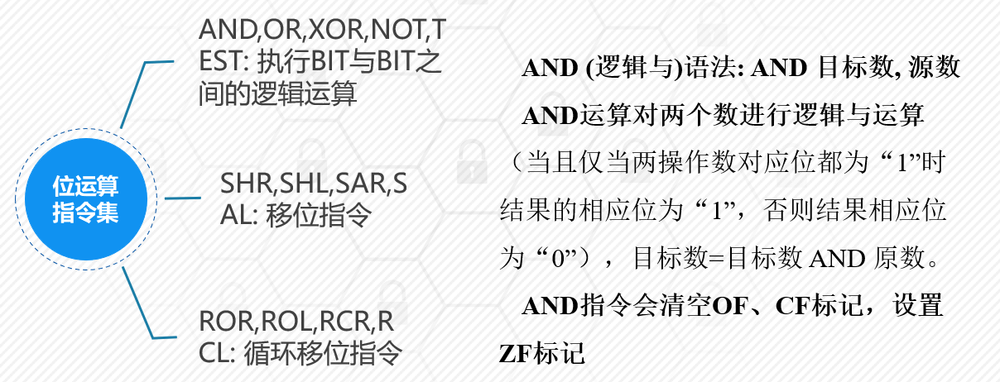 AND,OR,XOR,NOT,T
EST: 执行BIT与BIT之
间的逻辑运算
位运算
指令集
SHR,SHL,SAR,S
AL: 移位指令
ROR,ROL,RCR,R
CL: 循环移位指令
AND (逻辑与)语法: AND 目标数, 源数
AND运算对两个数进行逻辑与运算
（当且仅当两操作数对应位都为“1”时
结果的相应位为“1”，否则结果相应位
为“0”），目标数=目标数 AND 原数。
AND指令会清空OF、CF标记，设置
ZF标记